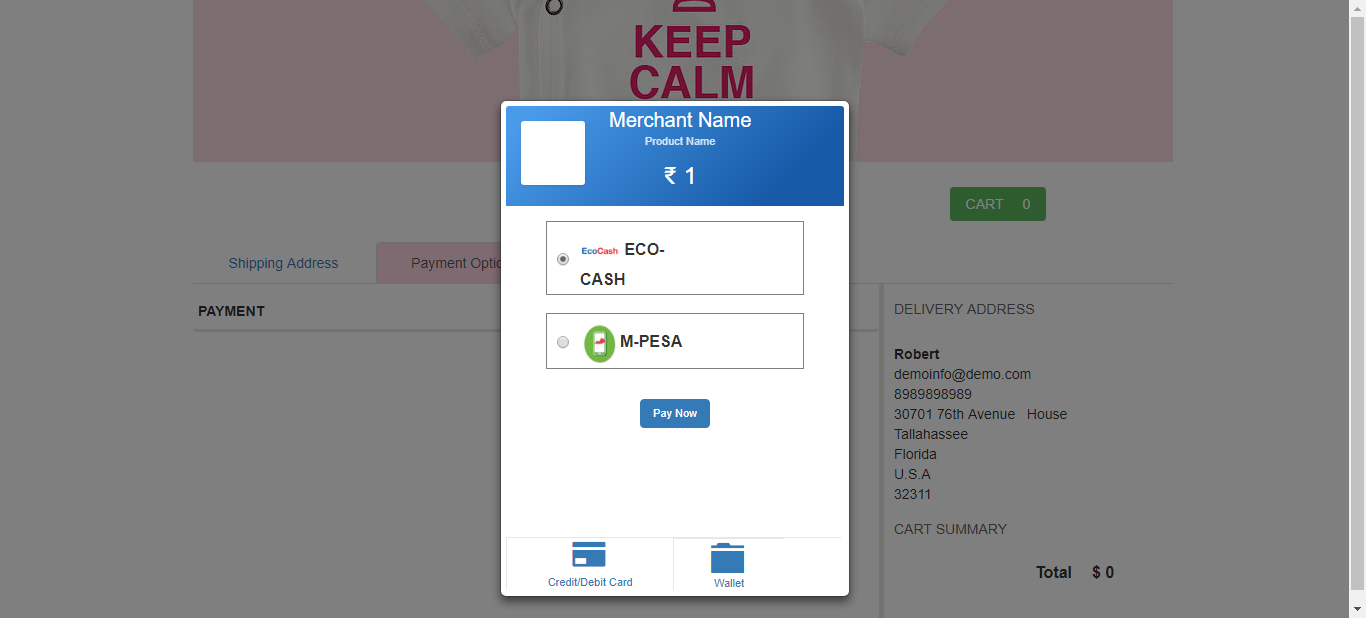 KEEP
CALM
Merchant Name
Product Name
₹ 1
CART 0
Shipping Address
Payment Optio
PAYMENT
EcoCash ECO-
CASH
M-PESA
Pay Now
Credit/Debit Card
Wallet
DELIVERY ADDRESS
Robert
demoinfo@demo.com
8989898989
30701 76th Avenue House
Tallahassee
Florida
U.S.A
32311
CART SUMMARY
Total $ 0